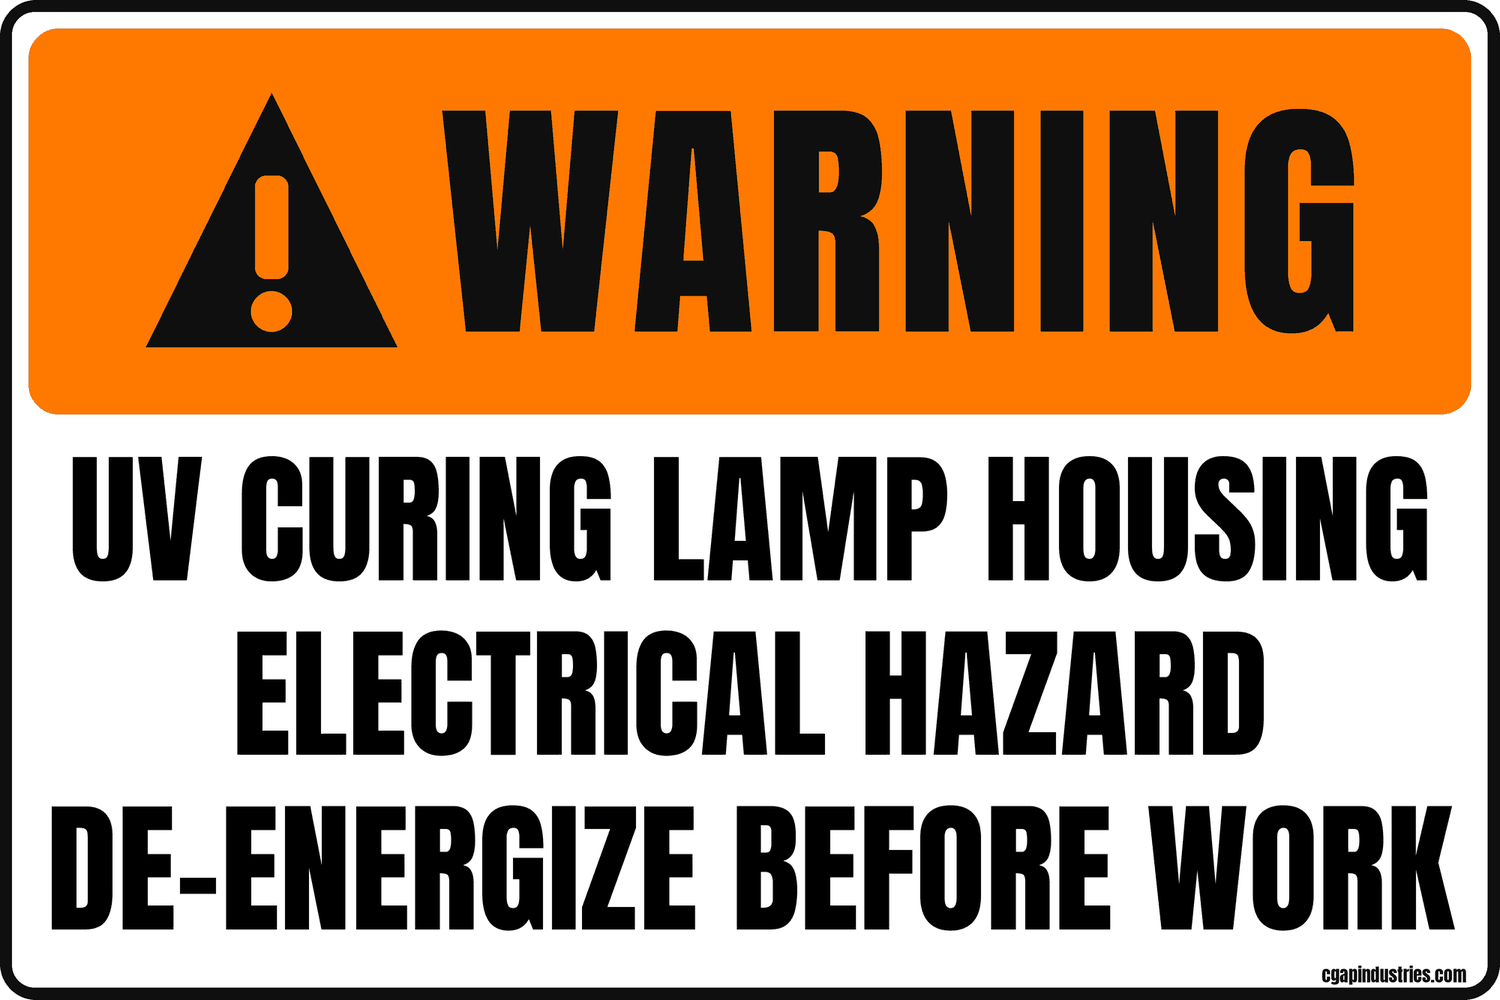 WARNING
UV CURING LAMP HOUSING
ELECTRICAL HAZARD
DE-ENERGIZE BEFORE WORK
cgapindustries.com